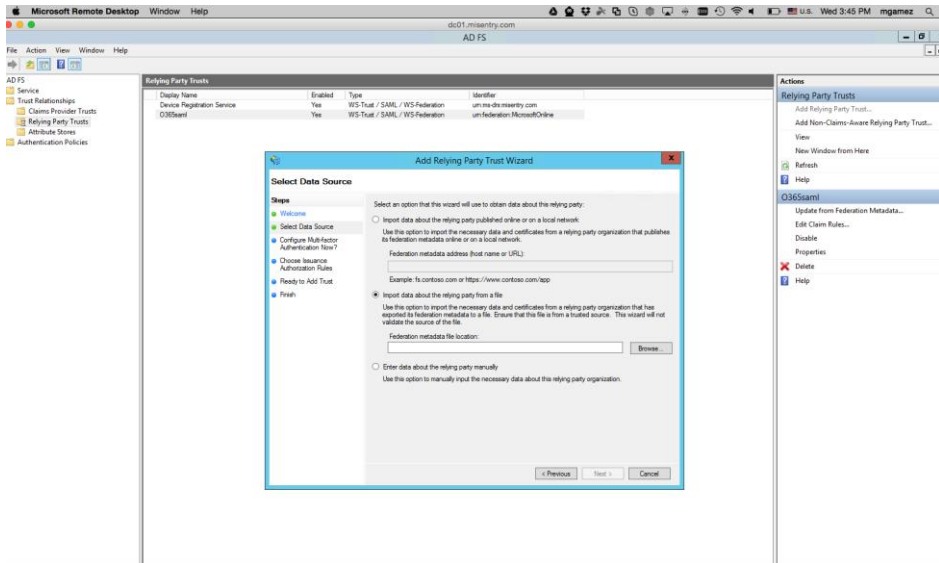 Microsoft Remote Desktop Window Help
U.S. Wed 3:45 PM mgamez
dc01.misentry.com
AD FS
File Action View Window Help
AD FS
Service
Trust Relationships
Claims Provider Trusts
Relying Party Trusts
Attribute Stores
Authentication Policies
Relying Party Trusts
Display Name Enabled Type Identifier
Device Registration Service Yes WS-Trust / SAML / WS-Federation urn:ms-drs:misentry.com
O365saml Yes WS-Trust / SAML / WS-Federation urn:federation:MicrosoftOnline
Add Relying Party Trust Wizard
Select Data Source
Steps
Welcome
Select Data Source
Configure Multi-factor
Authentication Now?
Choose Issuance
Authorization Rules
Ready to Add Trust
Finish
Select an option that this wizard will use to obtain data about this relying party:
Import data about the relying party published online or on a local network
Use this option to import the necessary data and certificates from a relying party organization that publishes
its federation metadata online or on a local network.
Federation metadata address (host name or URL):
Example: fs.contoso.com or https://www.contoso.com/app
Import data about the relying party from a file
Use this option to import the necessary data and certificates from a relying party organization that has
exported its federation metadata to a file. Ensure that this file is from a trusted source. This wizard will not
validate the source of the file.
Federation metadata file location:
Browse...
Enter data about the relying party manually
Use this option to manually input the necessary data about this relying party organization.
< Previous Next > Cancel
Actions
Relying Party Trusts
Add Relying Party Trust...
Add Non-Claims-Aware Relying Party Trust...
View
New Window from Here
Refresh
Help
O365saml
Update from Federation Metadata...
Edit Claim Rules...
Disable
Properties
Delete
Help